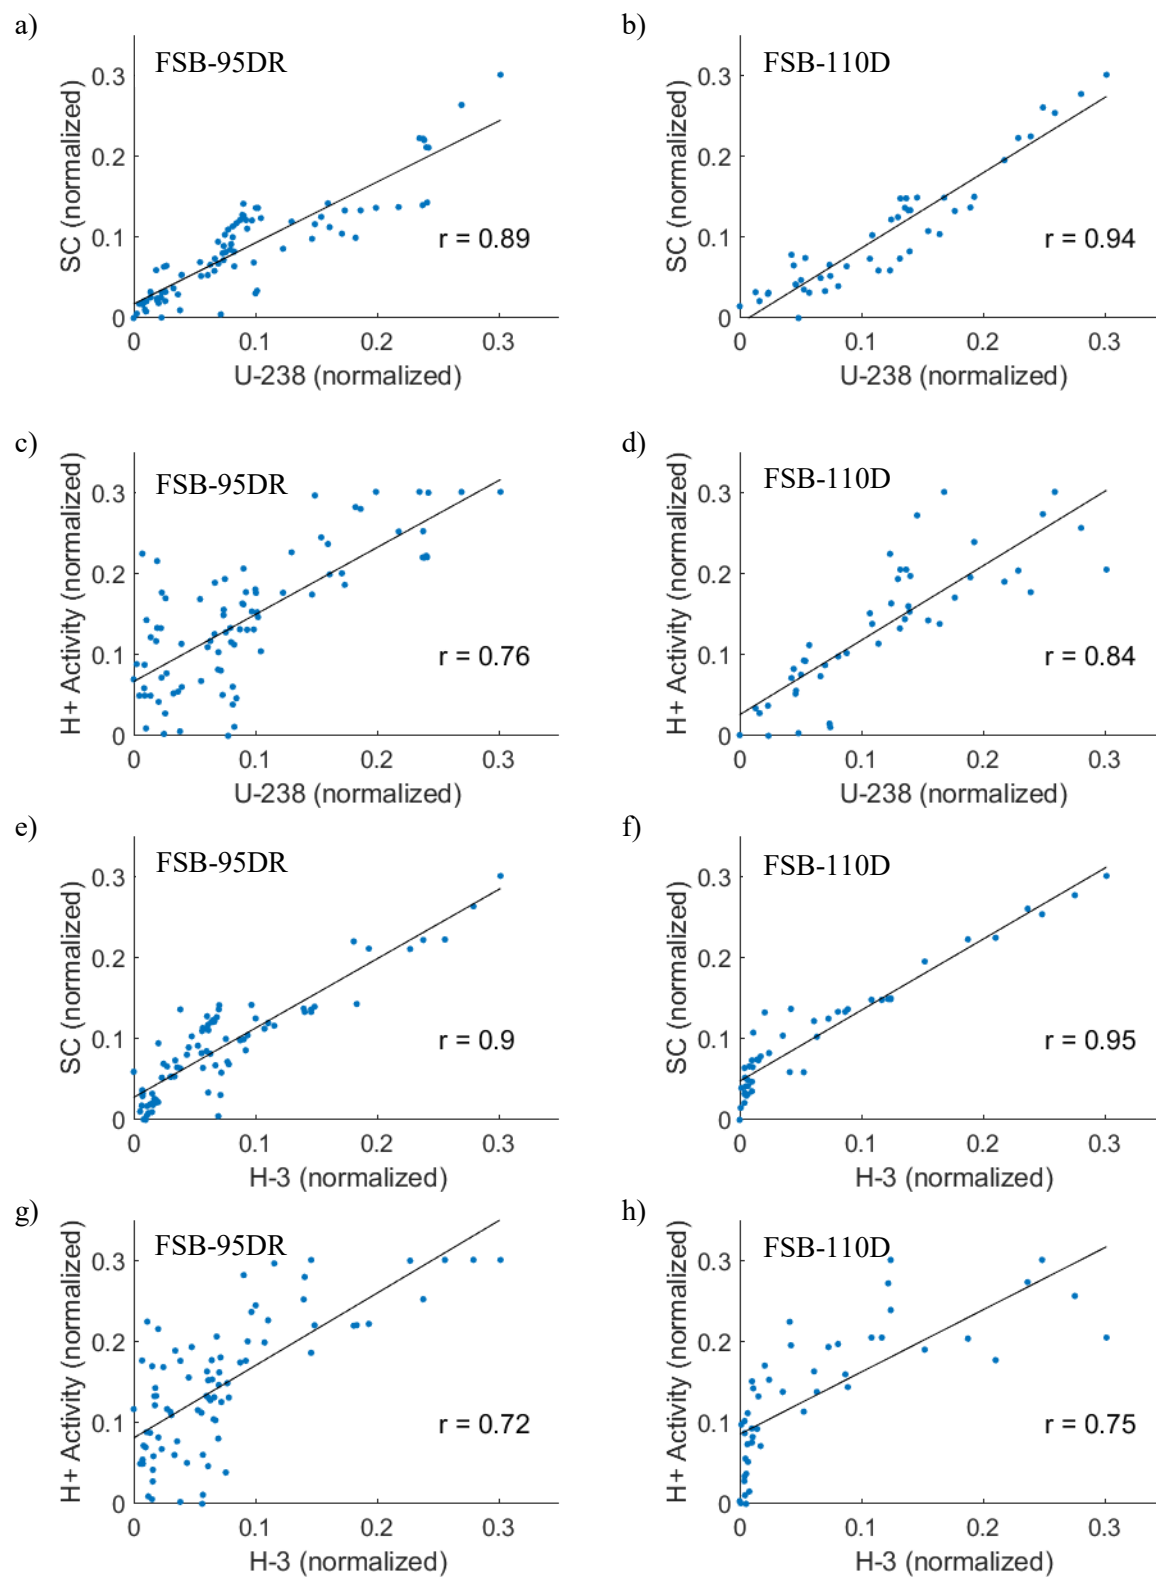 a)
FSB-95DR
SC (normalized)
0.3
0.2
0.1
0
r = 0.89
0 0.1 0.2 0.3
U-238 (normalized)
b)
FSB-110D
SC (normalized)
0.3
0.2
0.1
0
r = 0.94
0 0.1 0.2 0.3
U-238 (normalized)
c)
FSB-95DR
H+ Activity (normalized)
0.3
0.2
0.1
0
r = 0.76
0 0.1 0.2 0.3
U-238 (normalized)
d)
FSB-110D
H+ Activity (normalized)
0.3
0.2
0.1
0
r = 0.84
0 0.1 0.2 0.3
U-238 (normalized)
e)
FSB-95DR
SC (normalized)
0.3
0.2
0.1
0
r = 0.9
0 0.1 0.2 0.3
H-3 (normalized)
f)
FSB-110D
SC (normalized)
0.3
0.2
0.1
0
r = 0.95
0 0.1 0.2 0.3
H-3 (normalized)
g)
FSB-95DR
H+ Activity (normalized)
0.3
0.2
0.1
0
r = 0.72
0 0.1 0.2 0.3
H-3 (normalized)
h)
FSB-110D
H+ Activity (normalized)
0.3
0.2
0.1
0
r = 0.75
0 0.1 0.2 0.3
H-3 (normalized)